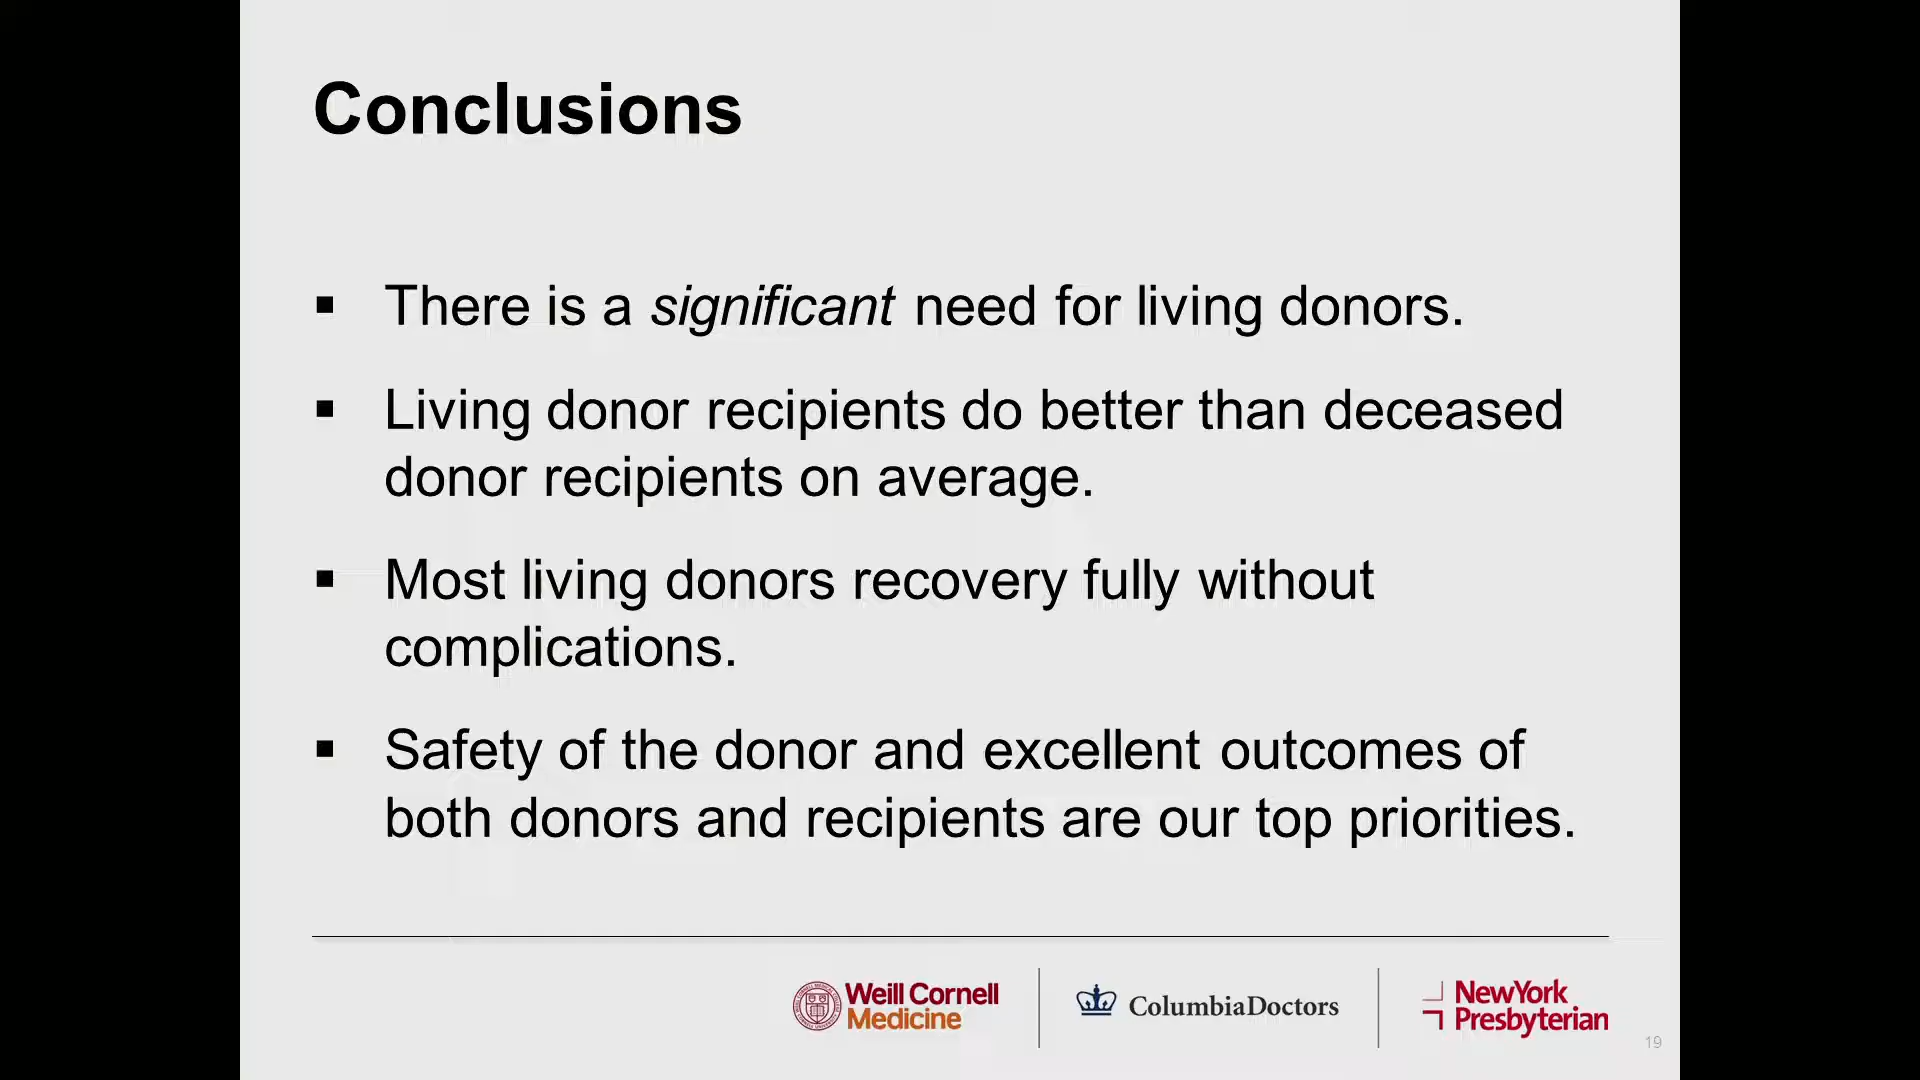 Conclusions
▪ There is a significant need for living donors.
▪ Living donor recipients do better than deceased
donor recipients on average.
▪ Most living donors recovery fully without
complications.
▪ Safety of the donor and excellent outcomes of
both donors and recipients are our top priorities.
Weill Cornell
Medicine
ColumbiaDoctors
NewYork
Presbyterian
19